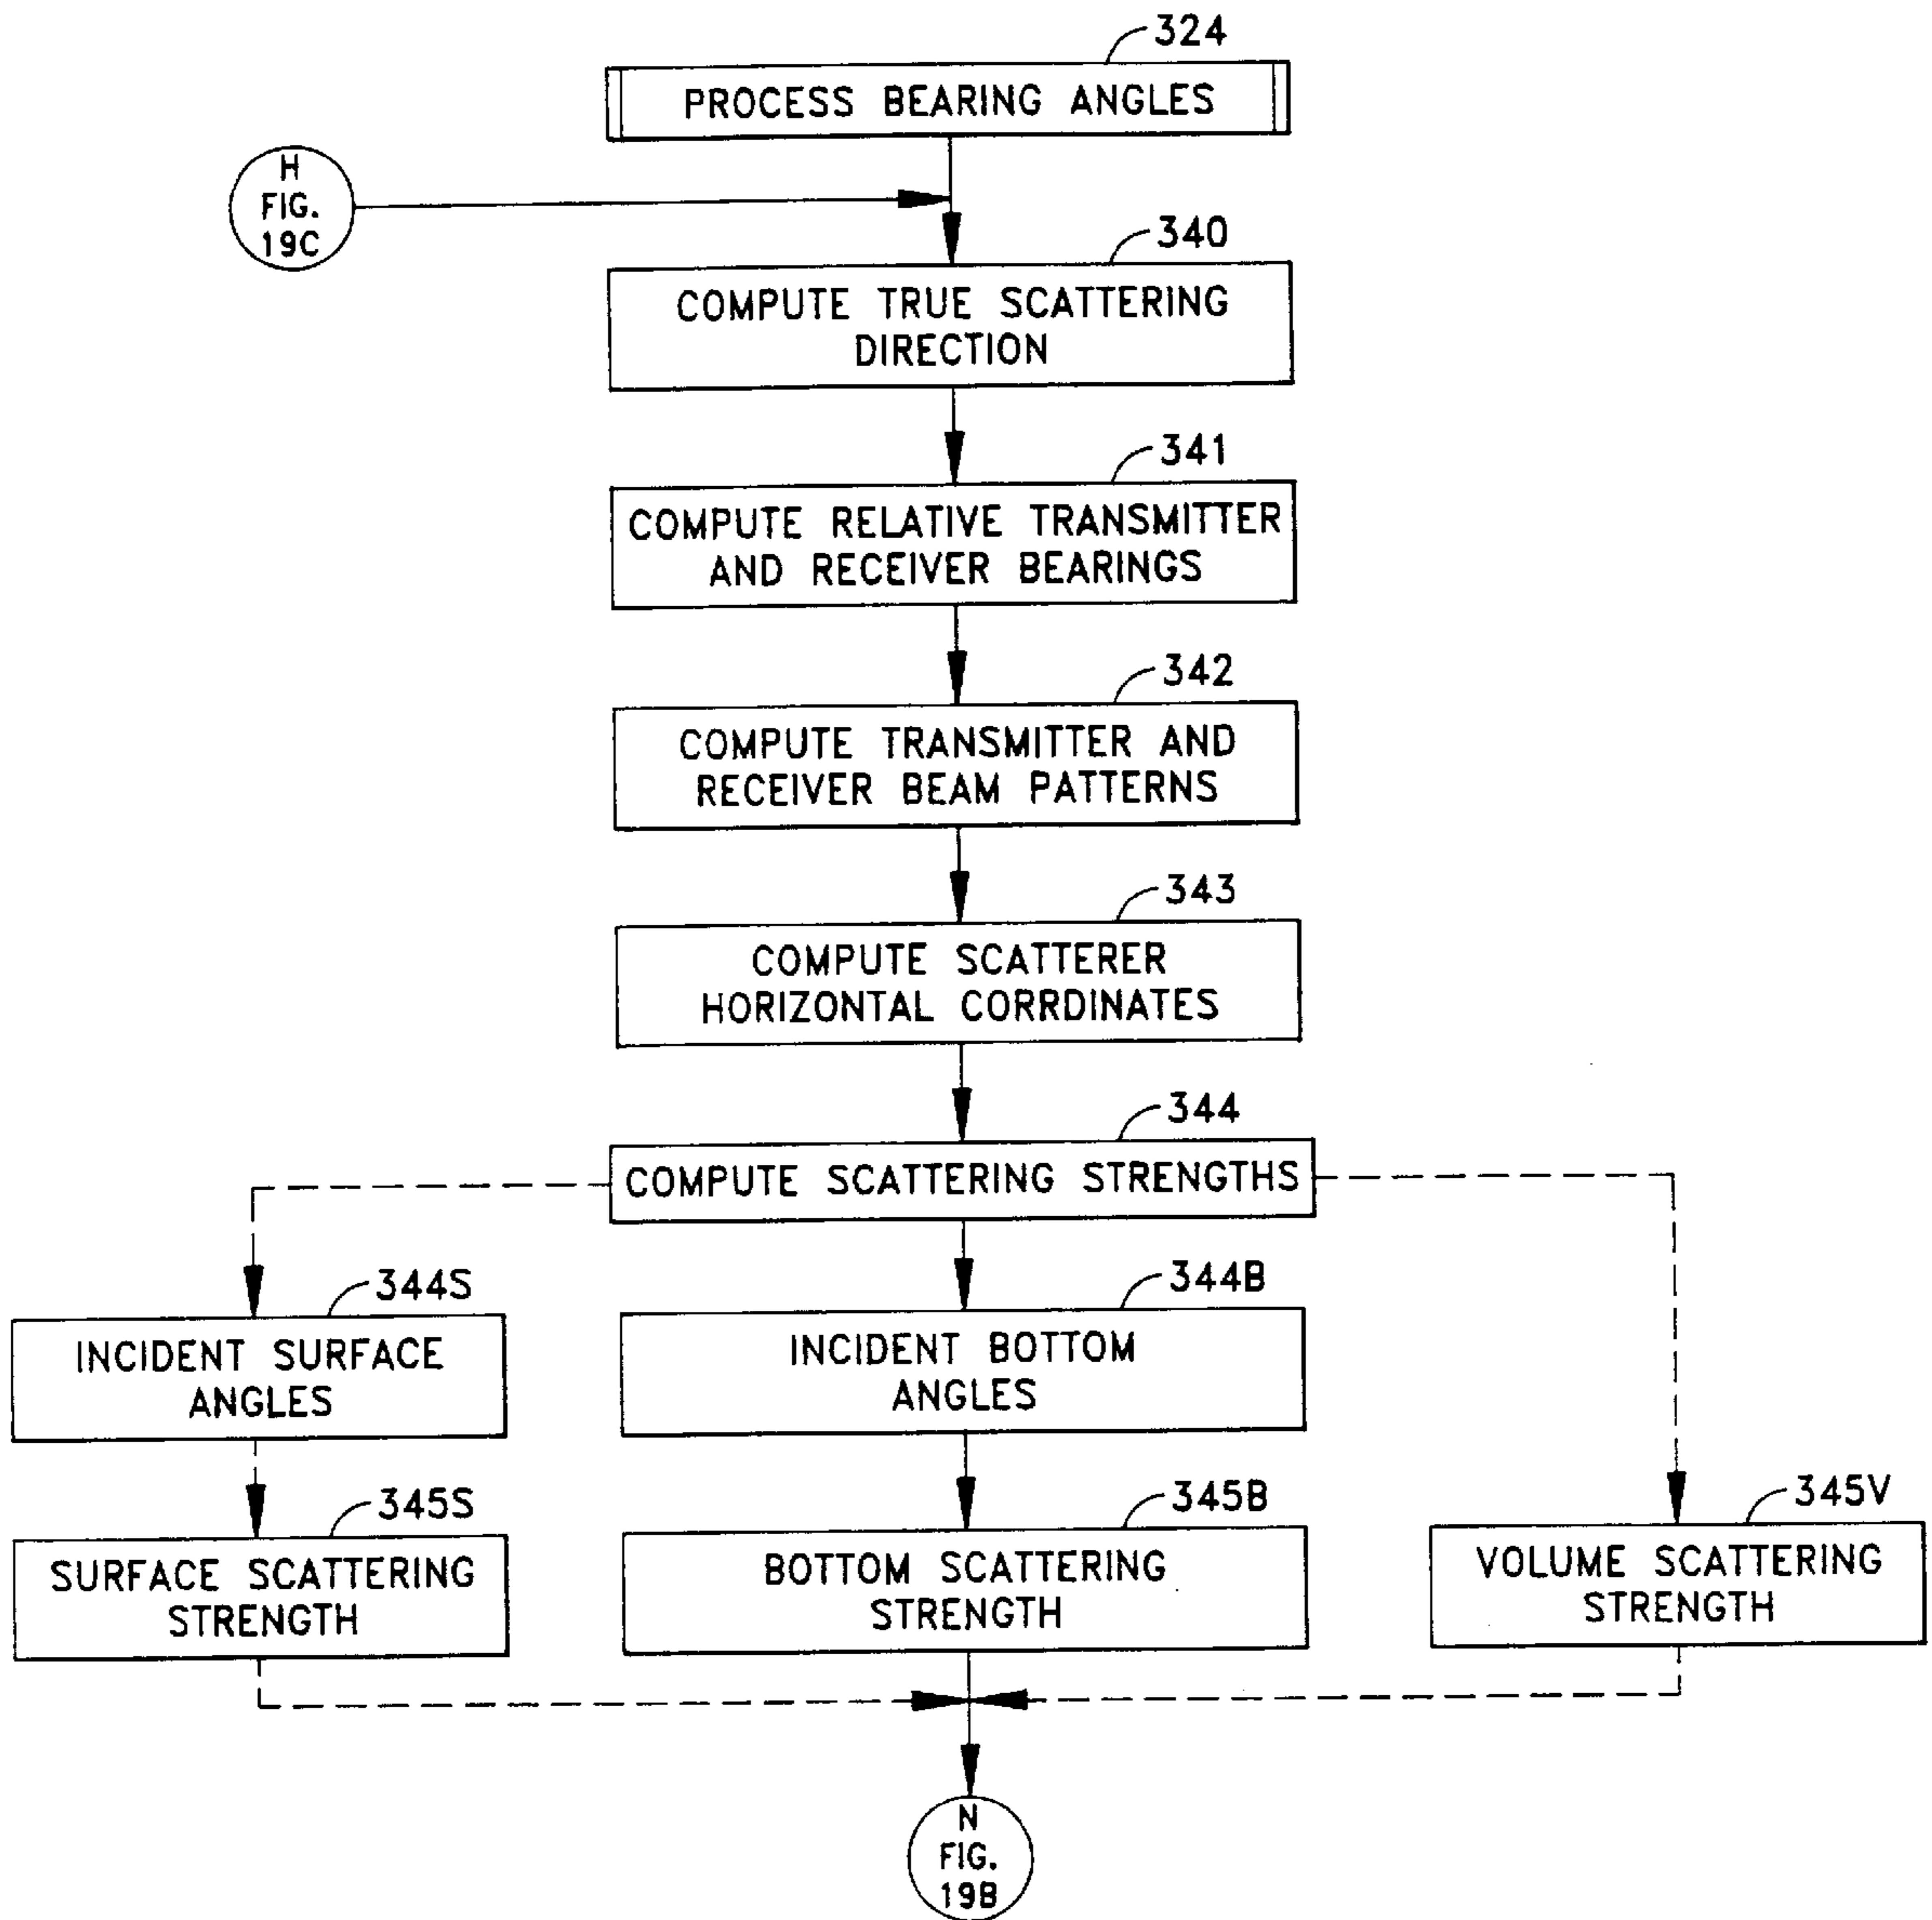 324
PROCESS BEARING ANGLES
H
FIG.
19C
340
COMPUTE TRUE SCATTERING
DIRECTION
341
COMPUTE RELATIVE TRANSMITTER
AND RECEIVER BEARINGS
342
COMPUTE TRANSMITTER AND
RECEIVER BEAM PATTERNS
343
COMPUTE SCATTERER
HORIZONTAL CORRDINATES
344
COMPUTE SCATTERING STRENGTHS
344S
INCIDENT SURFACE
ANGLES
344B
INCIDENT BOTTOM
ANGLES
345S
SURFACE SCATTERING
STRENGTH
345B
BOTTOM SCATTERING
STRENGTH
345V
VOLUME SCATTERING
STRENGTH
N
FIG.
19B